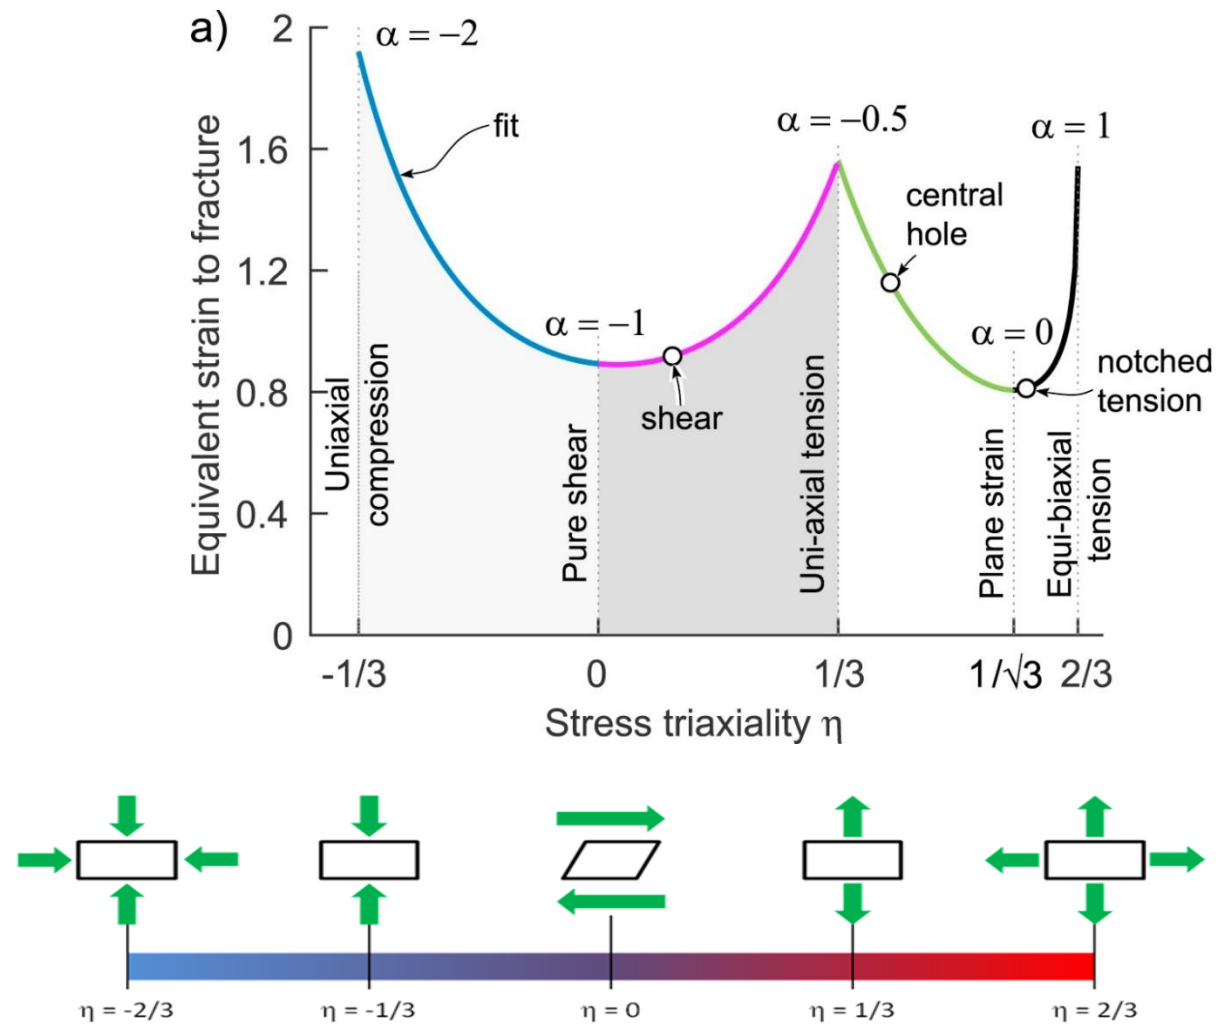 a)
2
α = −2
fit
1.6
α = −0.5
α = 1
central
hole
1.2
α = −1
α = 0
notched
tension
shear
0.8
0.4
0
Equivalent strain to fracture
Uniaxial
compression
Pure shear
Uni-axial tension
Plane strain
Equi-biaxial
tension
-1/3
0
1/3
1/√3
2/3
Stress triaxiality η
η = -2/3
η = -1/3
η = 0
η = 1/3
η = 2/3